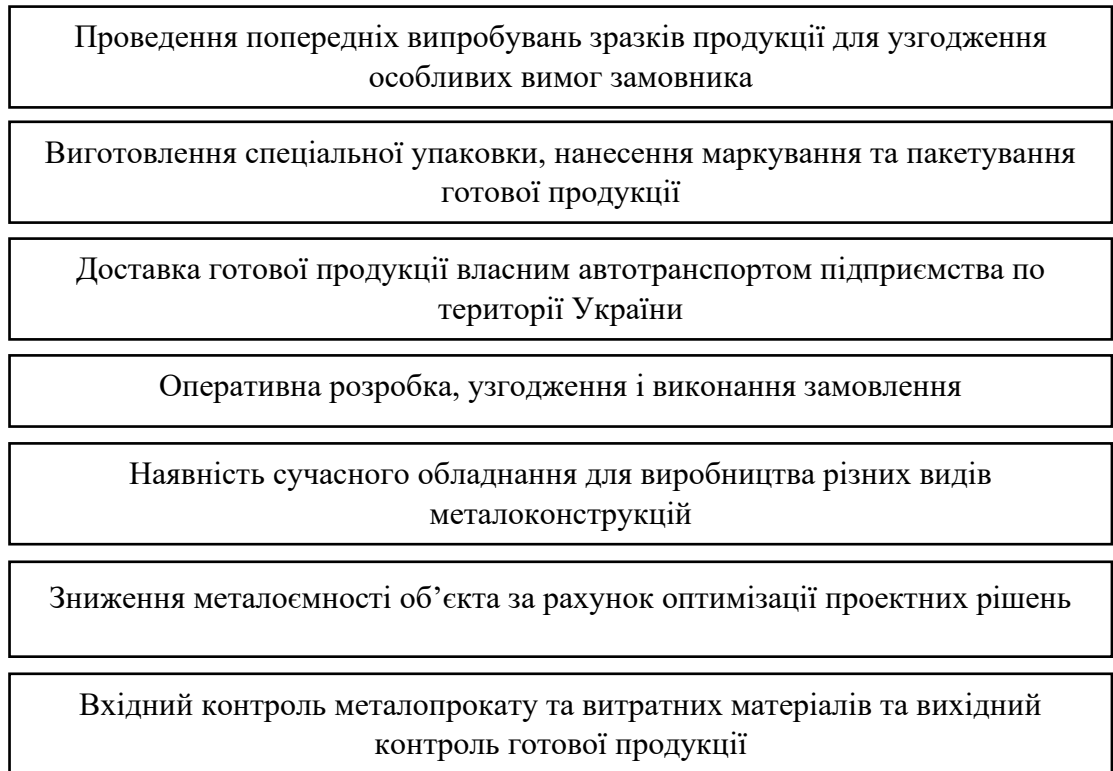 Проведення попередніх випробувань зразків продукції для узгодження
особливих вимог замовника
Виготовлення спеціальної упаковки, нанесення маркування та пакетування
готової продукції
Доставка готової продукції власним автотранспортом підприємства по
території України
Оперативна розробка, узгодження і виконання замовлення
Наявність сучасного обладнання для виробництва різних видів
металоконструкцій
Зниження металоємності об’єкта за рахунок оптимізації проектних рішень
Вхідний контроль металопрокату та витратних матеріалів та вихідний
контроль готової продукції